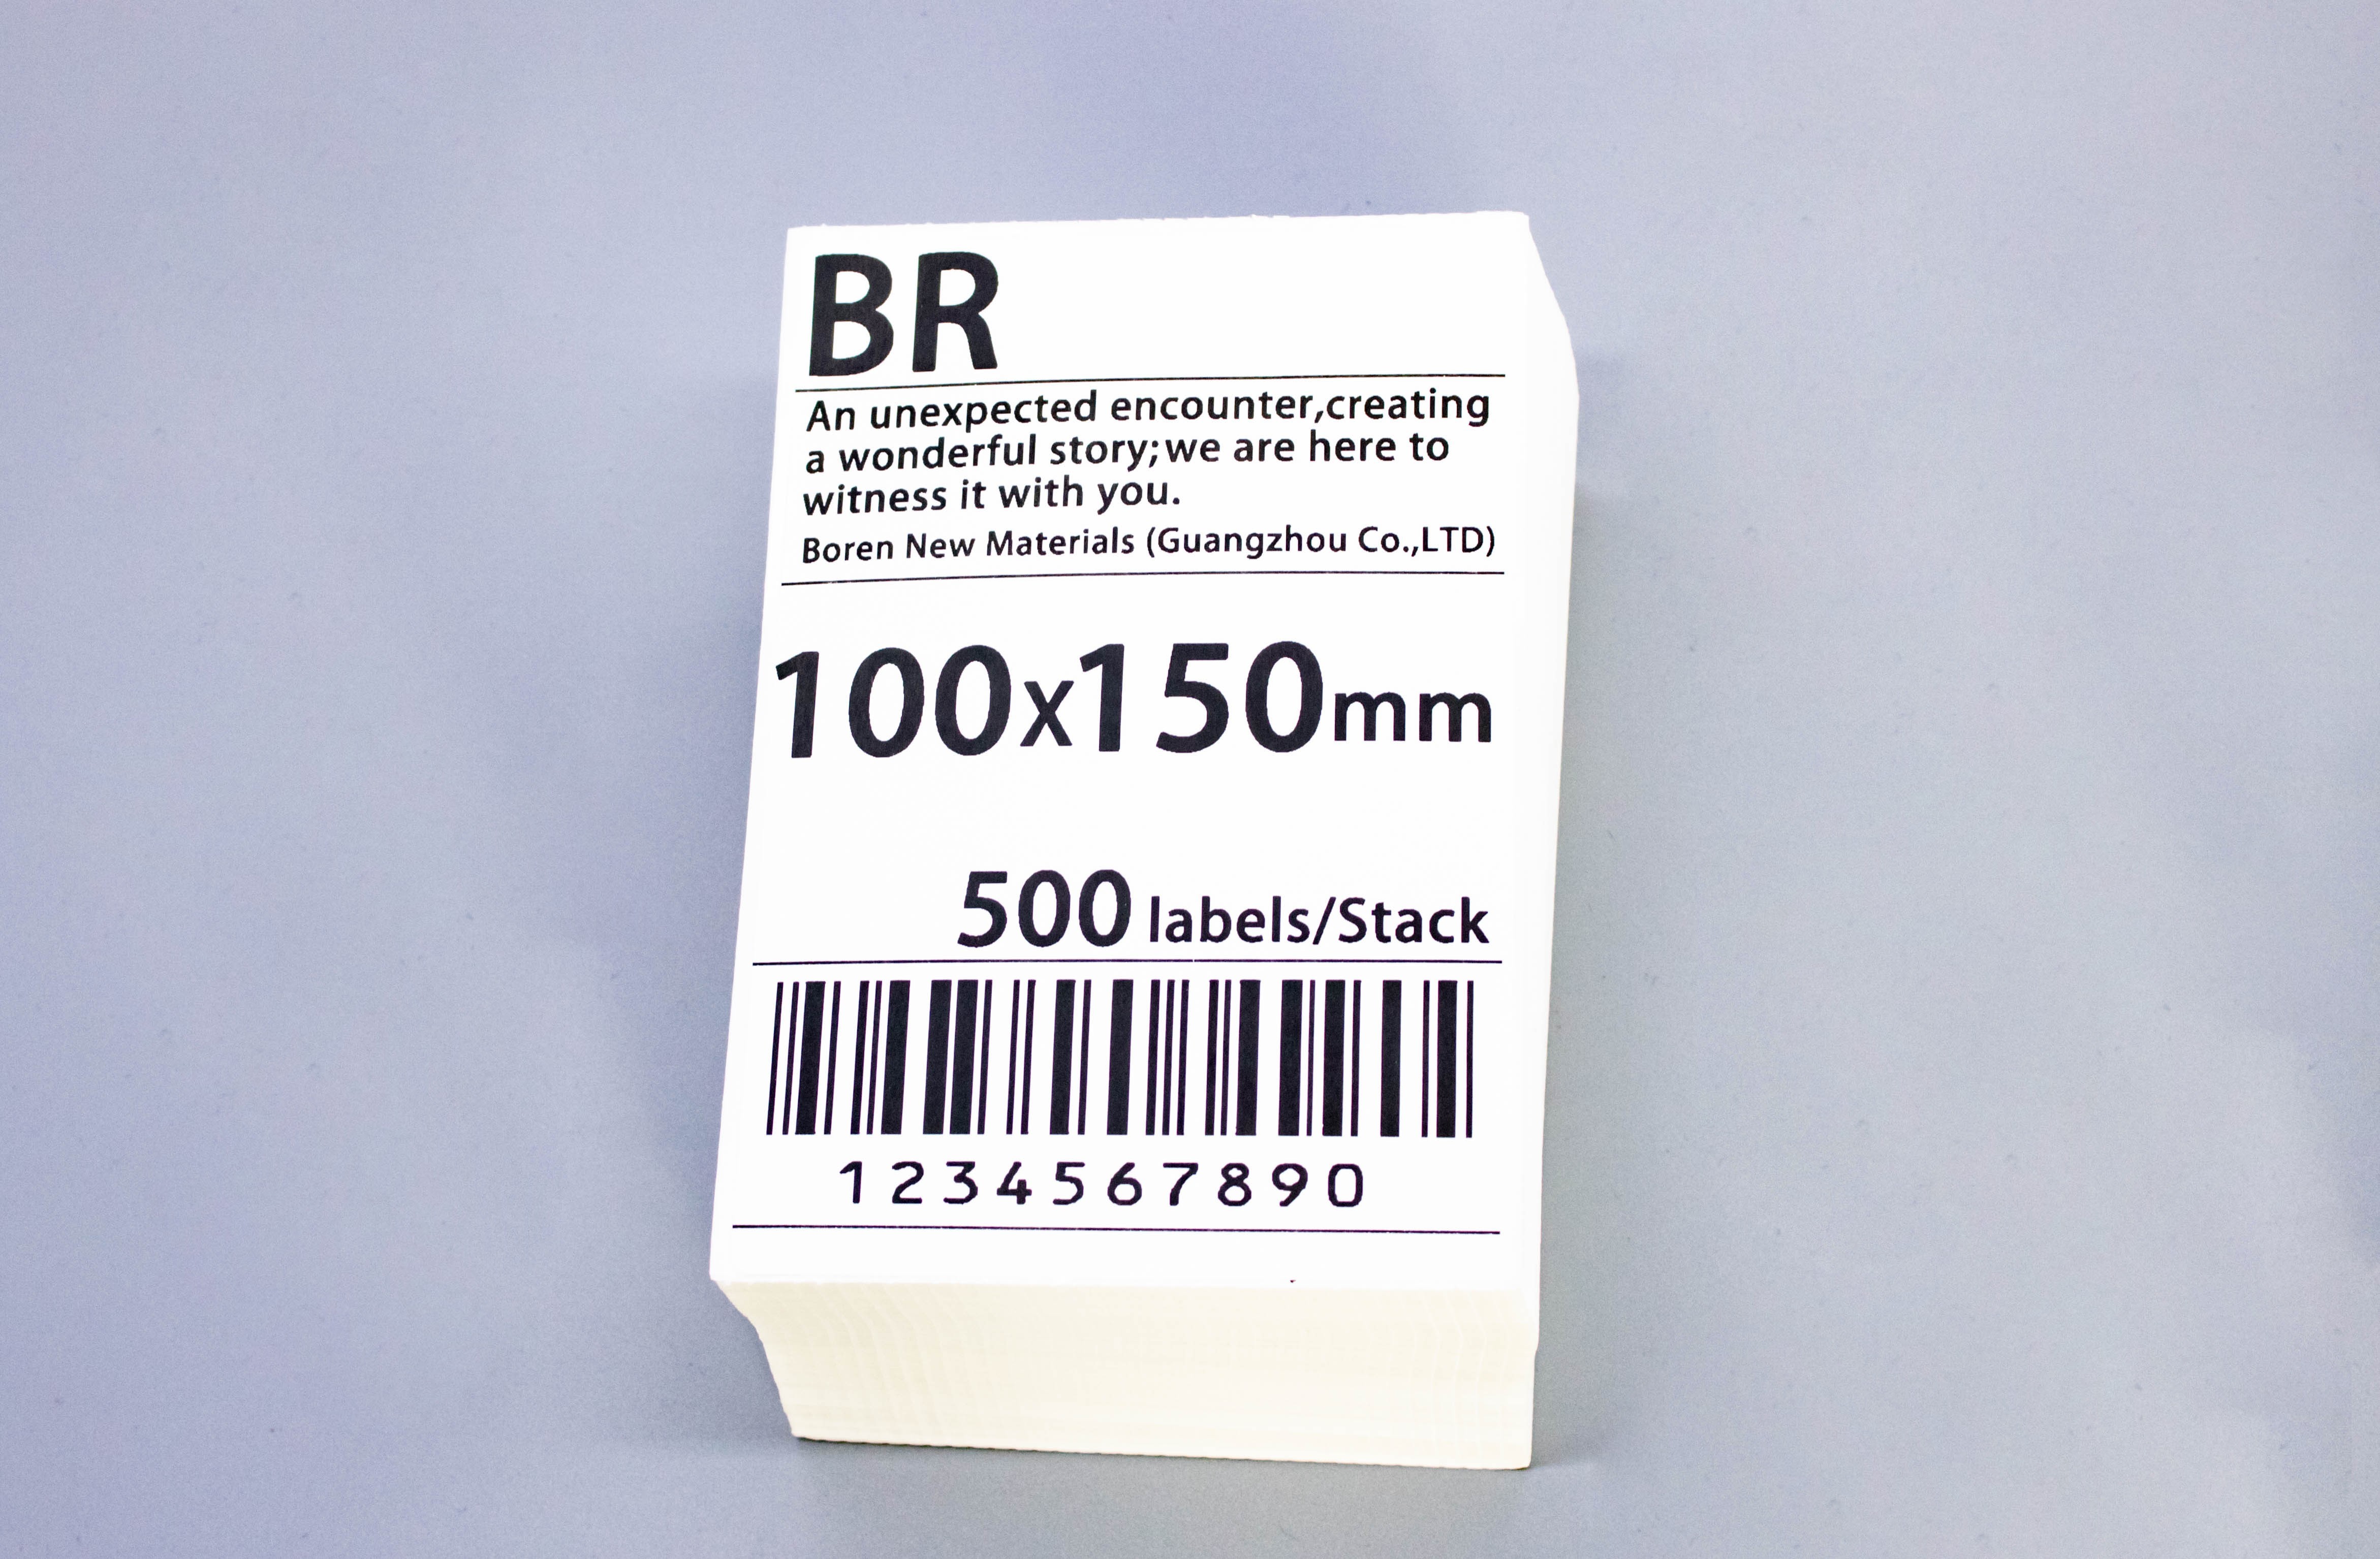 BR
An unexpected encounter,creating
a wonderful story;we are here to
witness it with you.
Boren New Materials (Guangzhou Co.,LTD)
100x150mm
500 labels/Stack
1234567890